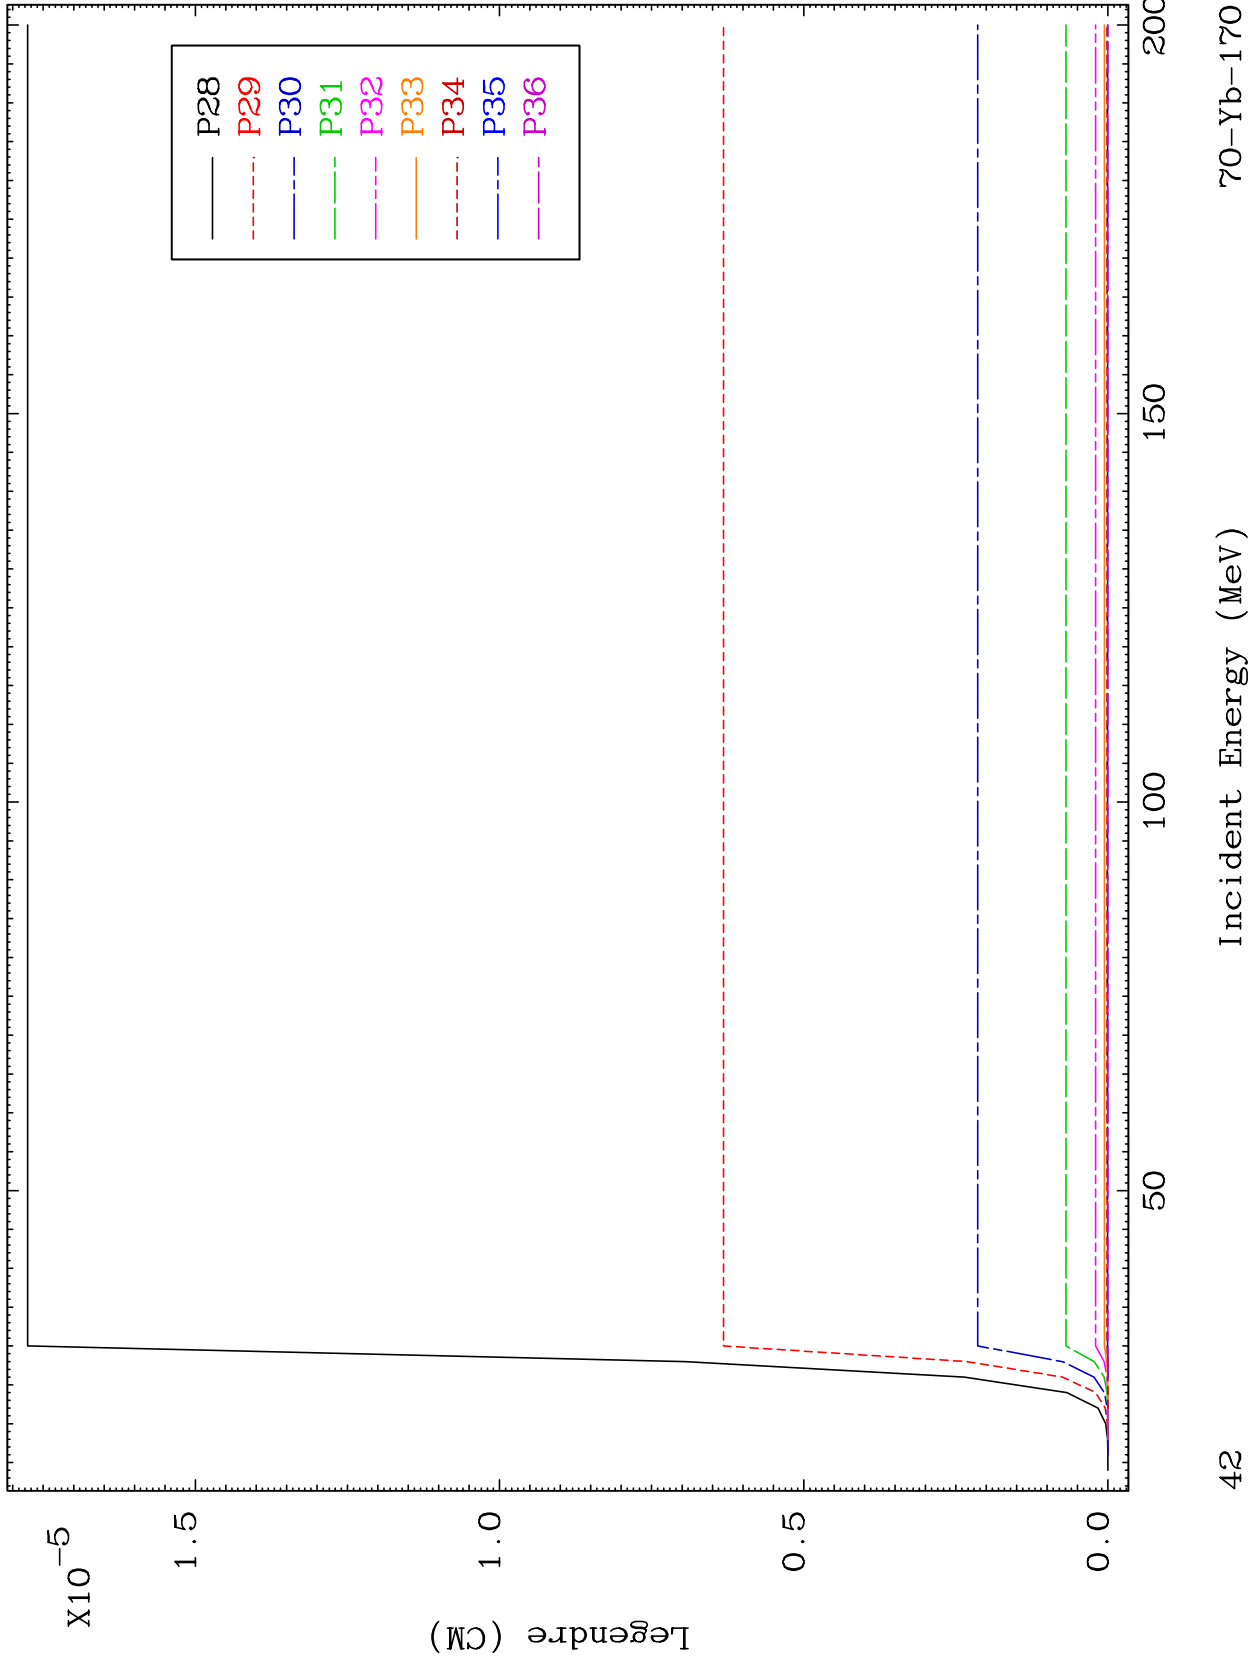 X10⁻⁵
1.5
1.0
0.5
0.0
Legendre (CM)
P28
P29
P30
P31
P32
P33
P34
P35
P36
50
100
150
200
Incident Energy (MeV)
42
70-Yb-170